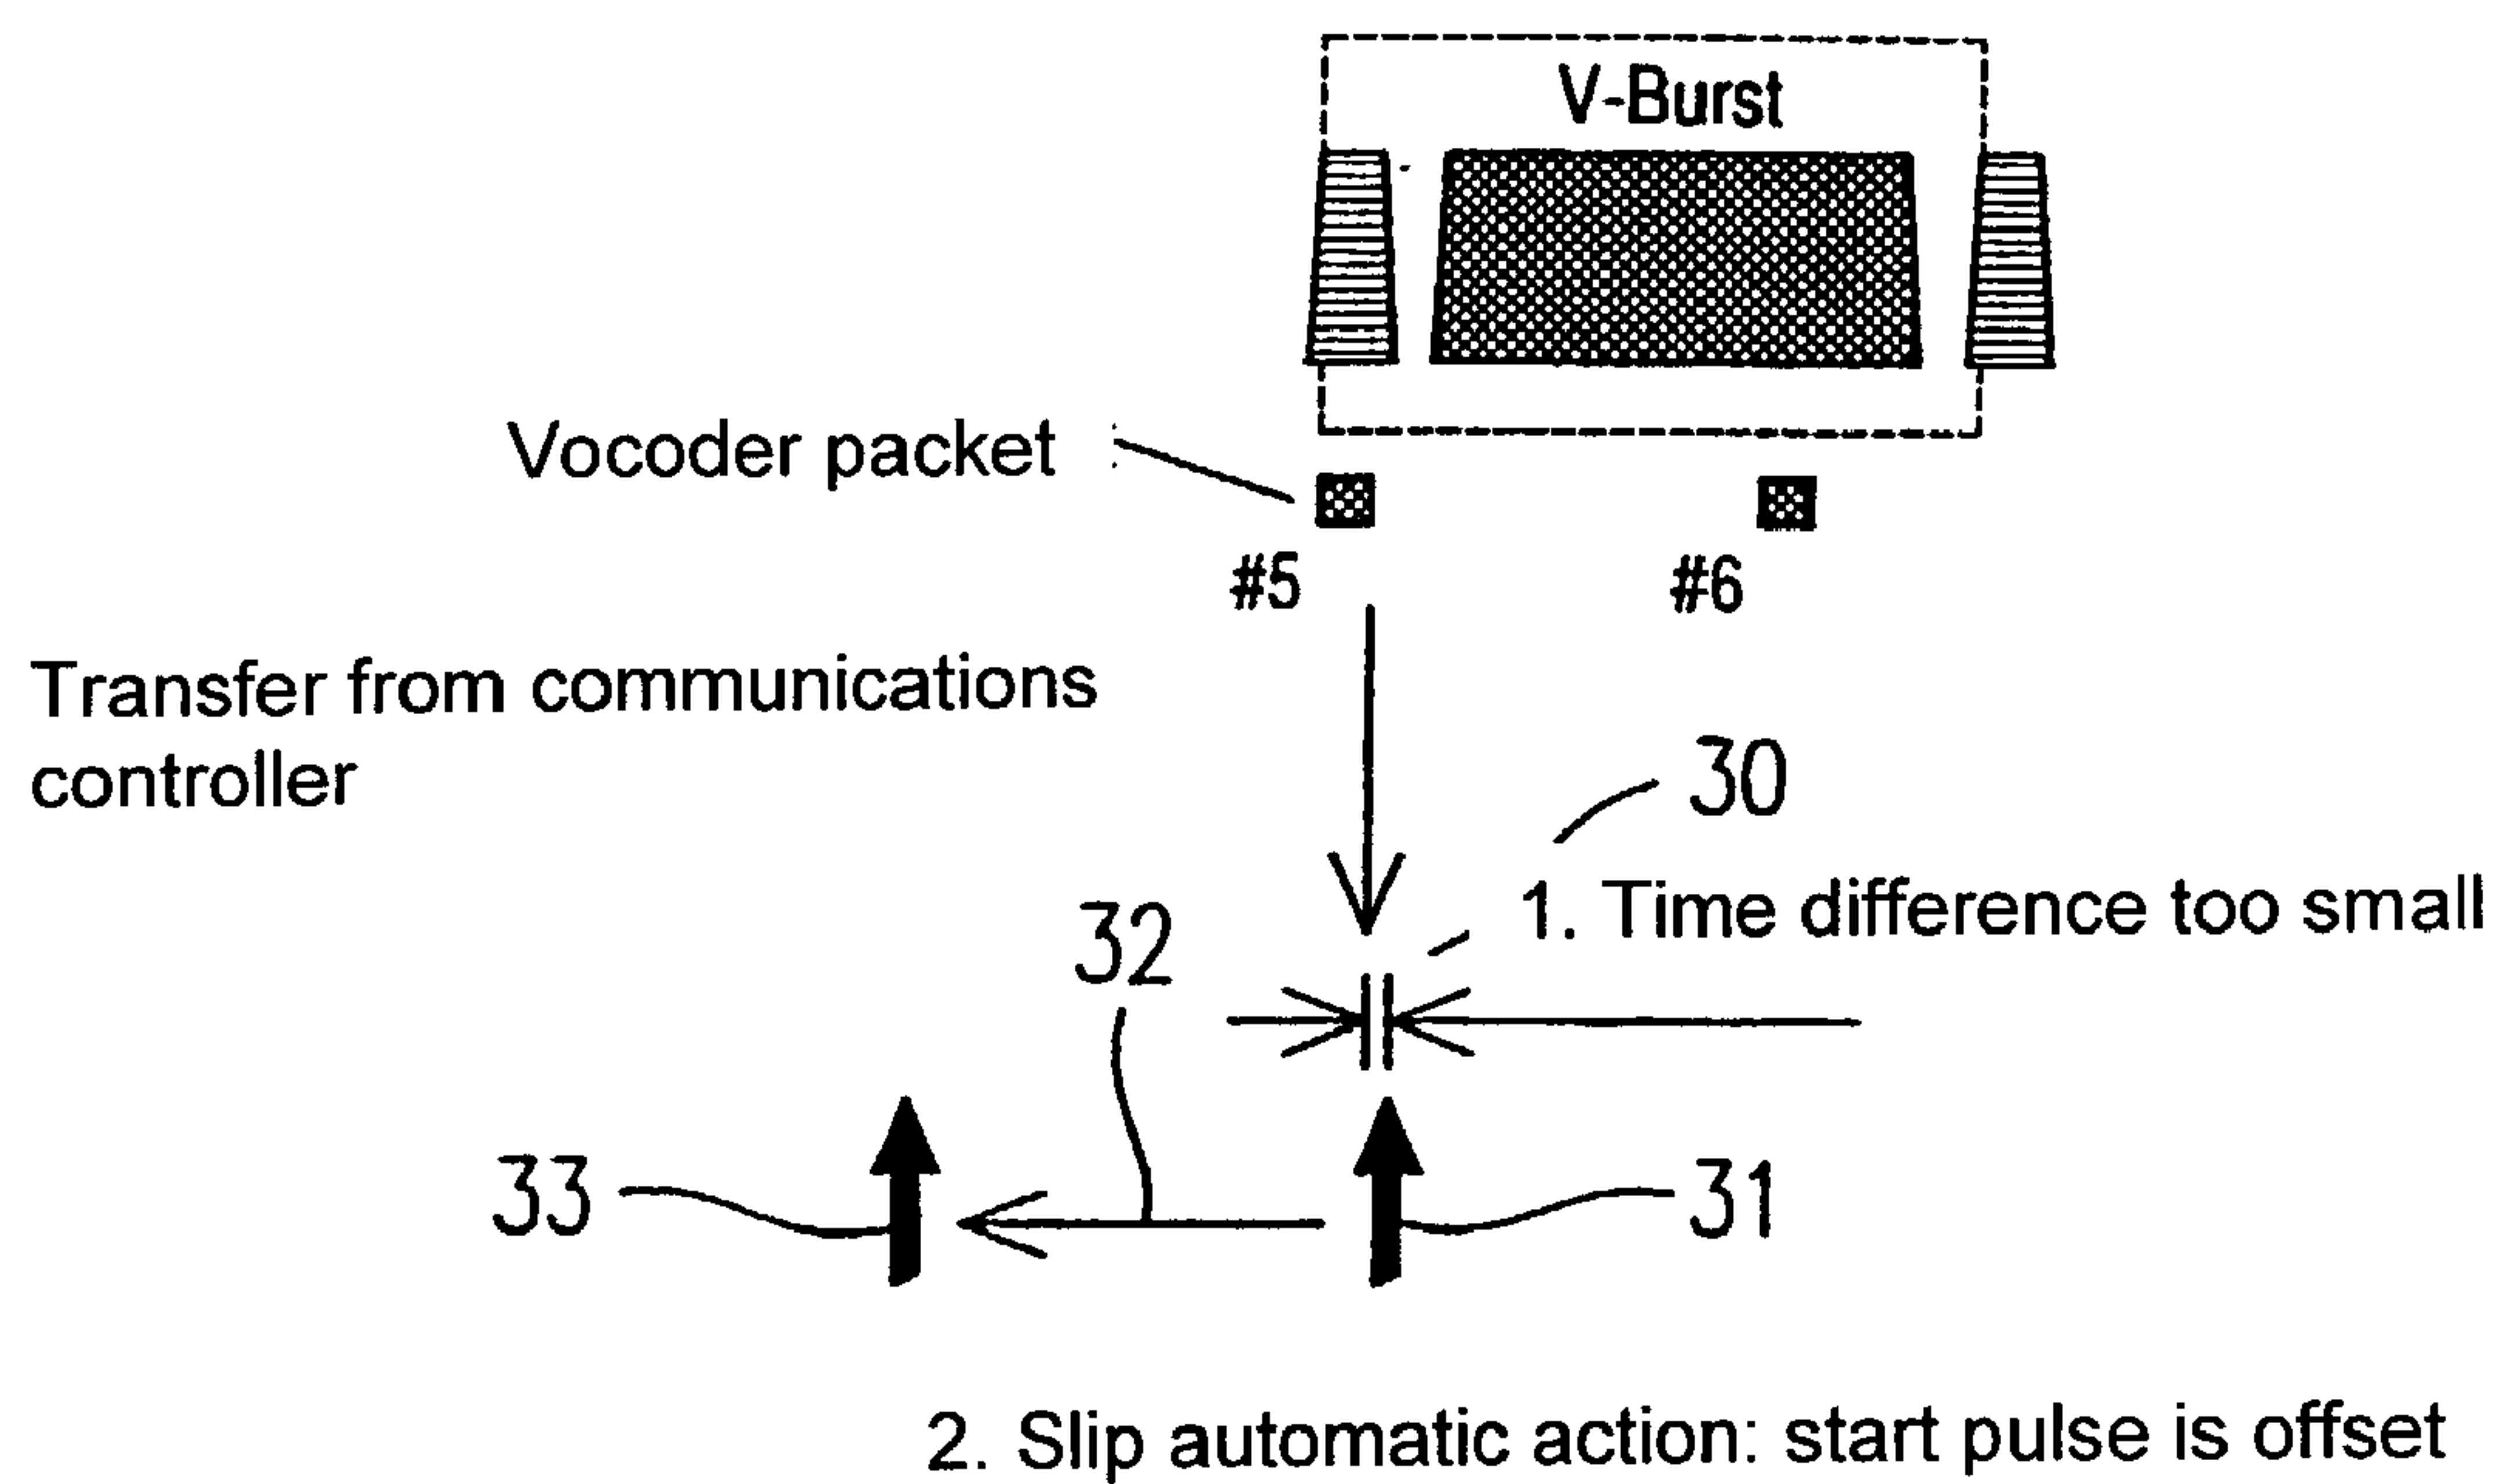 V-Burst
Vocoder packet
#5
#6
Transfer from communications
controller
30
1. Time difference too small
32
33
31
2. Slip automatic action: start pulse is offset